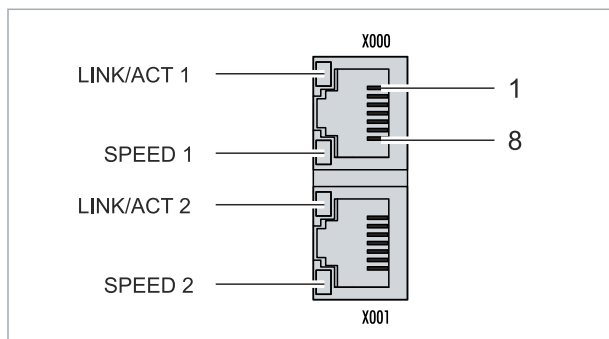 X000
LINK/ACT 1
1
8
SPEED 1
LINK/ACT 2
SPEED 2
X001